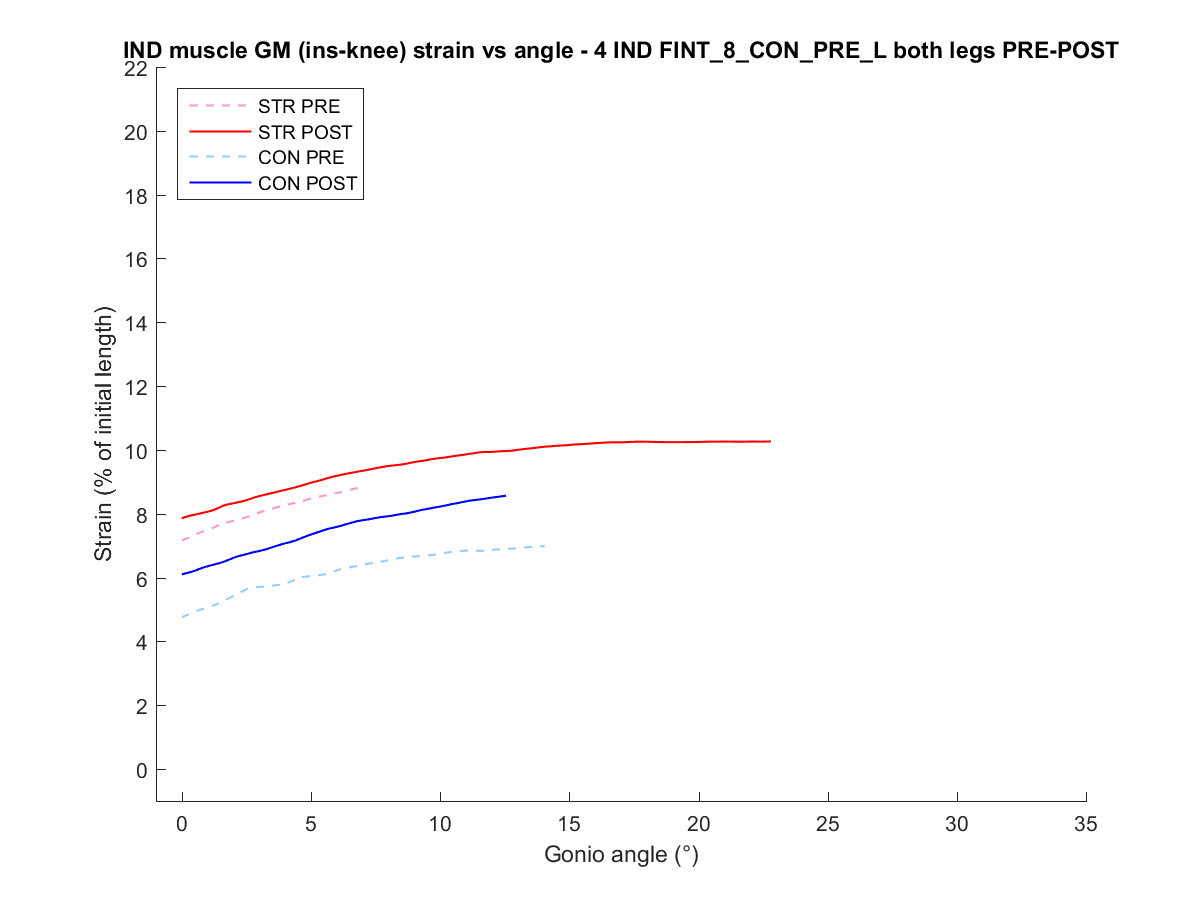 IND muscle GM (ins-knee) strain vs angle - 4 IND FINT_8_CON_PRE_L both legs PRE-POST
22
20
18
16
14
12
10
8
6
4
2
0
Strain (% of initial length)
STR PRE
STR POST
CON PRE
CON POST
0 5 10 15 20 25 30 35
Gonio angle (°)